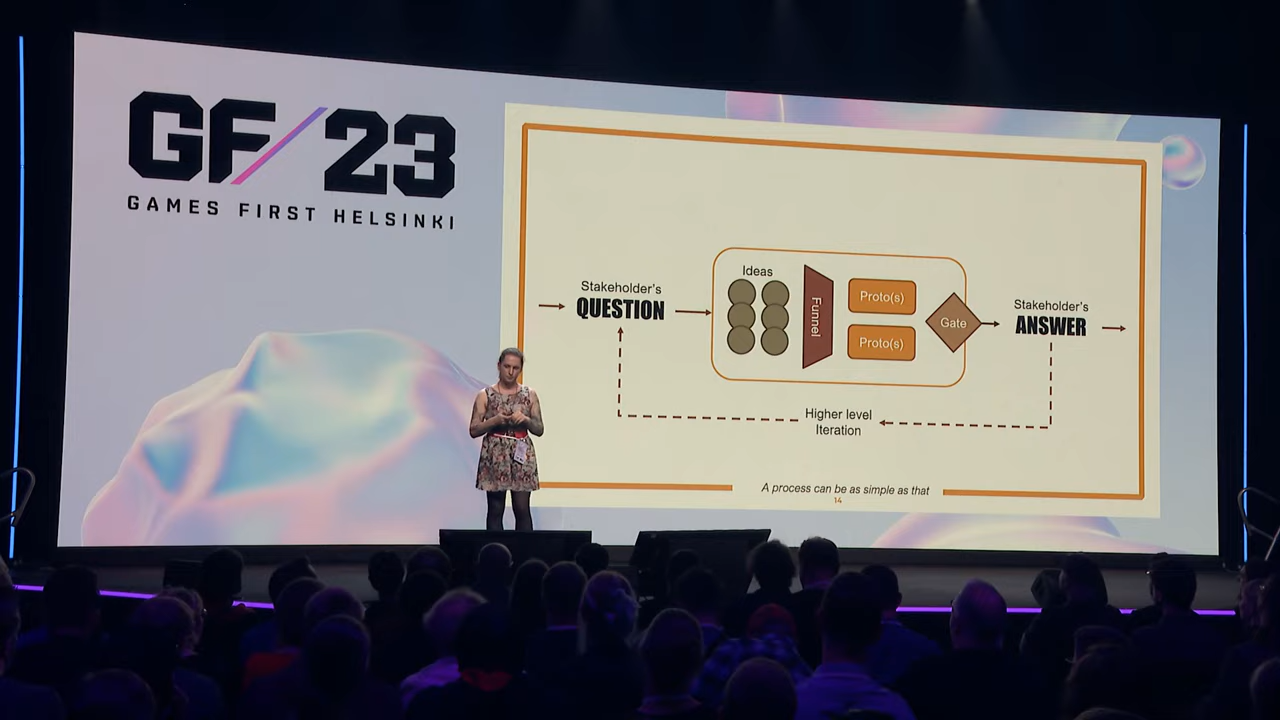 GF/23
GAMES FIRST HELSINKI
Stakeholder's
QUESTION
Ideas
Funnel
Proto(s)
Proto(s)
Gate
Stakeholder's
ANSWER
Higher level
Iteration
A process can be as simple as that
14